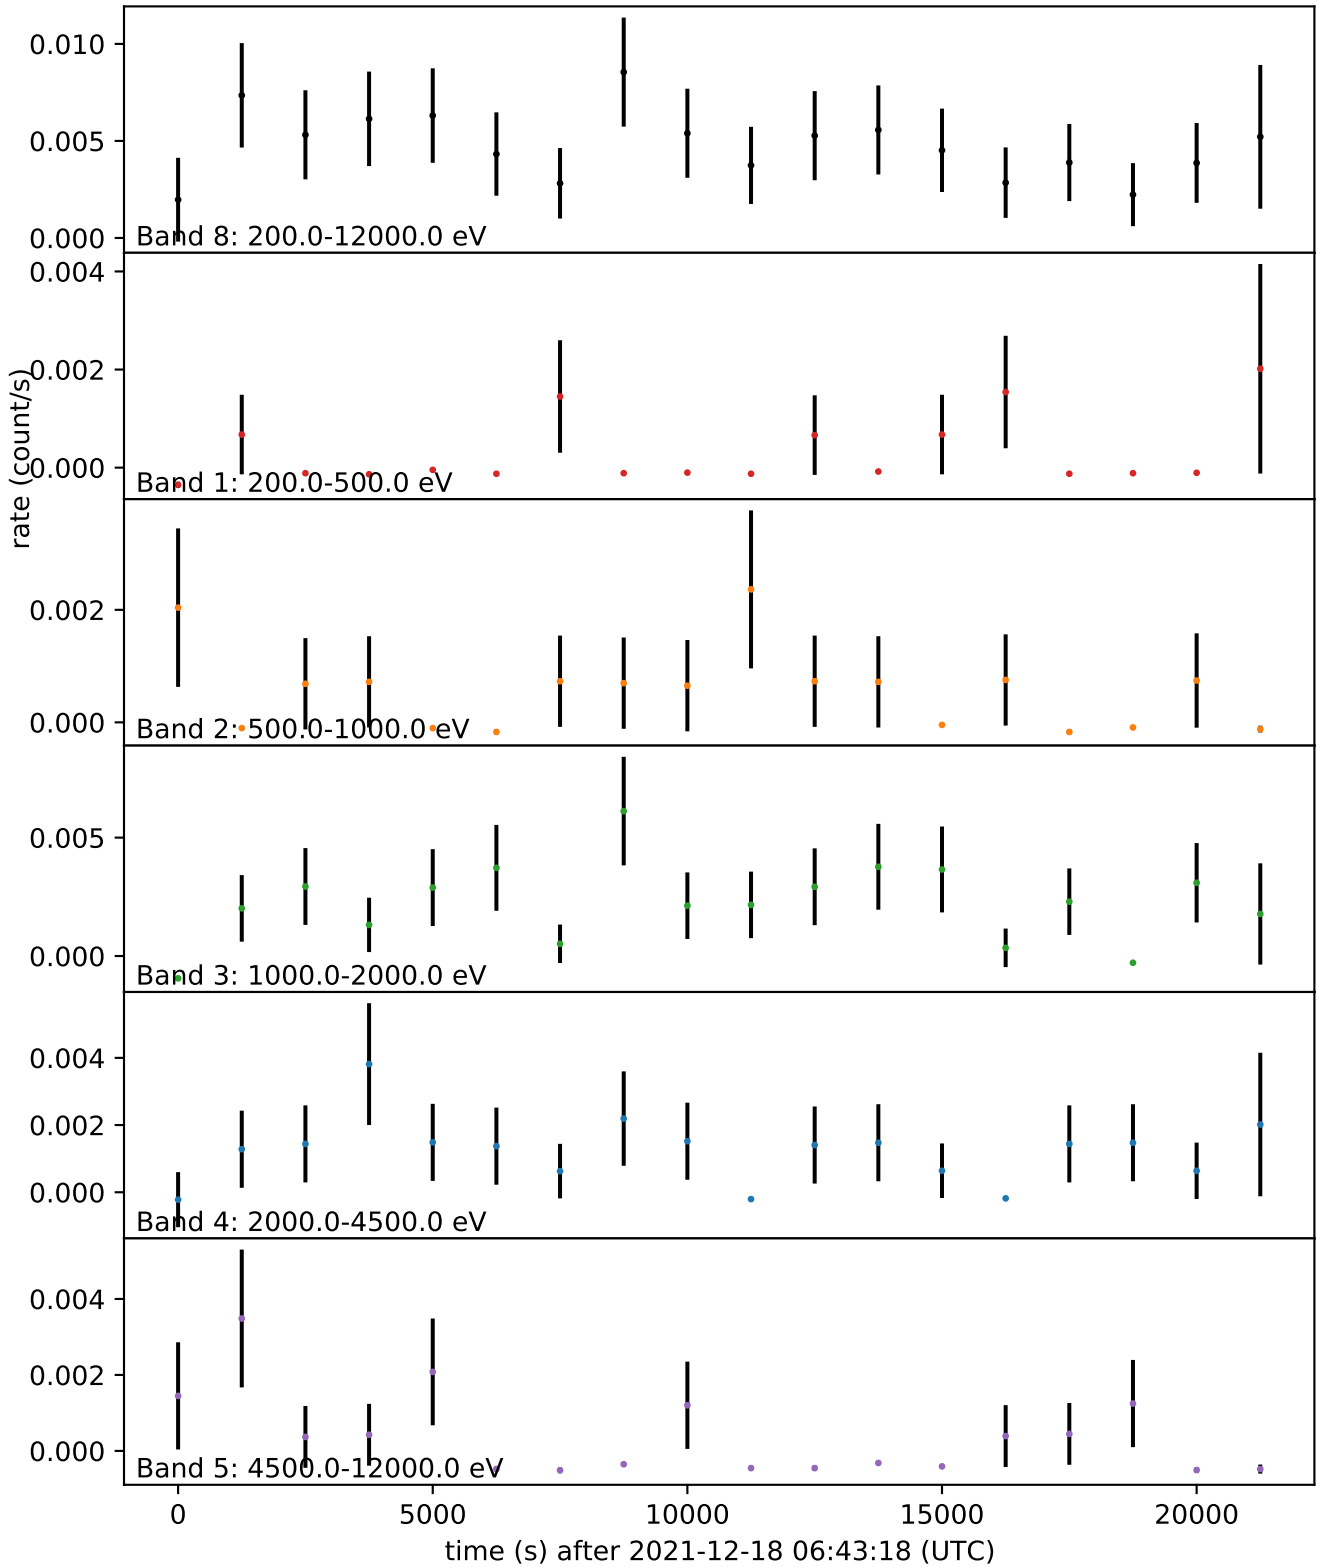 0.010
0.005
0.000
Band 8: 200.0-12000.0 eV
0.004
0.002
0.000
Band 1: 200.0-500.0 eV
rate (count/s)
0.002
0.000
Band 2: 500.0-1000.0 eV
0.005
0.000
Band 3: 1000.0-2000.0 eV
0.004
0.002
0.000
Band 4: 2000.0-4500.0 eV
0.004
0.002
0.000
Band 5: 4500.0-12000.0 eV
0 5000 10000 15000 20000
time (s) after 2021-12-18 06:43:18 (UTC)